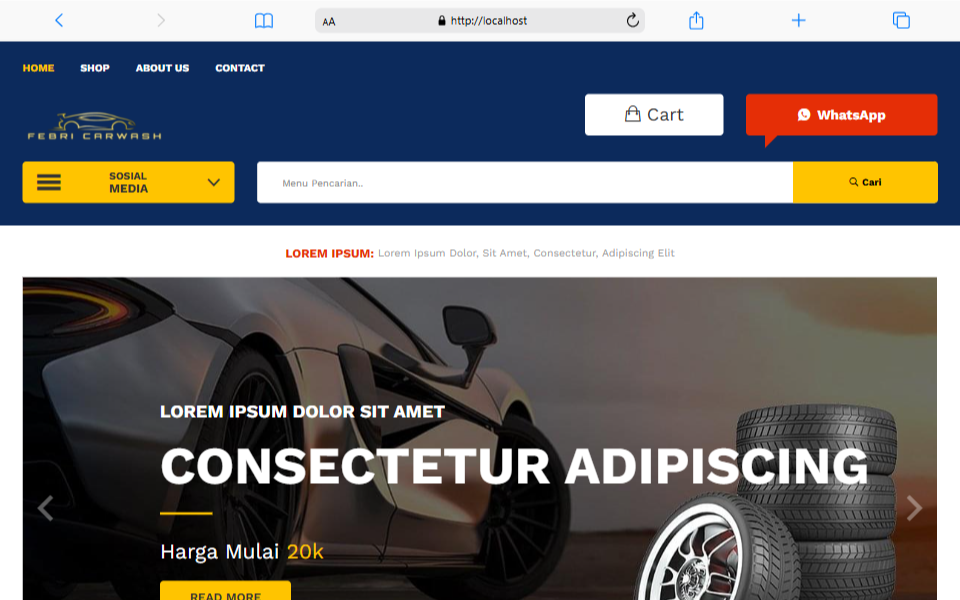 AA
http://localhost
HOME SHOP ABOUT US CONTACT
FEBRI CARWASH
Cart
WhatsApp
SOSIAL
MEDIA
Menu Pencarian..
Cari
LOREM IPSUM: Lorem Ipsum Dolor, Sit Amet, Consectetur, Adipiscing Elit
LOREM IPSUM DOLOR SIT AMET
CONSECTETUR ADIPISCING
Harga Mulai 20k
READ MORE